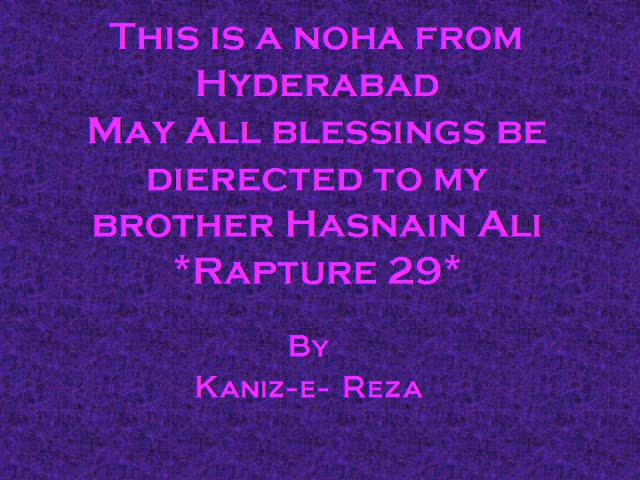 This is a noha from
Hyderabad
May All blessings be
dierected to my
brother Hasnain Ali
*Rapture 29*
By
Kaniz-e- Reza